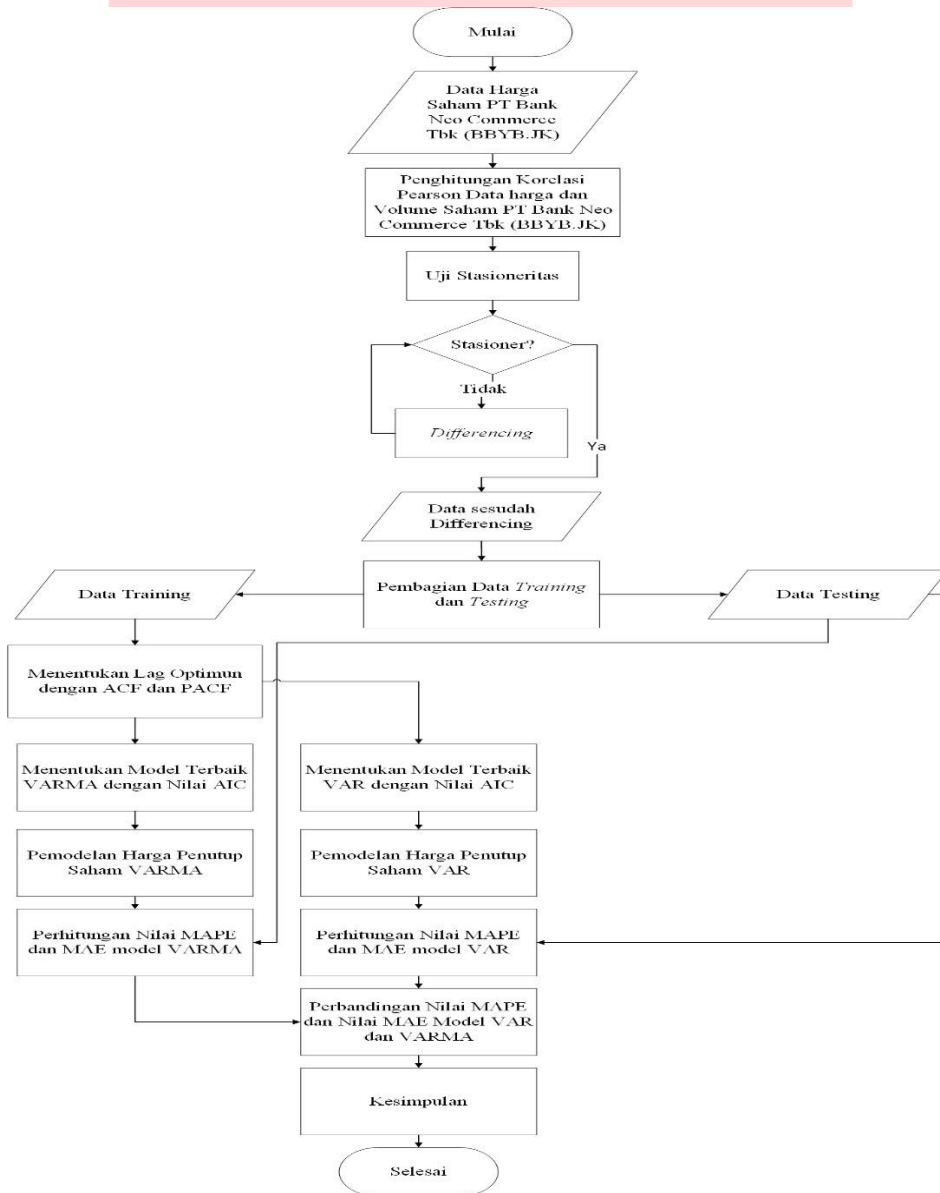 Mulai
Data Harga
Saham PT Bank
Neo Commerce
Tbk (BBYB.JK)
Penghitungan Korelasi
Pearson Data harga dan
Volume Saham PT Bank Neo
Commerce Tbk (BBYB.JK)
Uji Stasioneritas
Stasioner?
Tidak
Differencing
Ya
Data sesudah
Differencing
Data Training
Pembagian Data Training
dan Testing
Data Testing
Menentukan Lag Optimun
dengan ACF dan PACF
Menentukan Model Terbaik
VARMA dengan Nilai AIC
Menentukan Model Terbaik
VAR dengan Nilai AIC
Pemodelan Harga Penutup
Saham VARMA
Pemodelan Harga Penutup
Saham VAR
Perhitungan Nilai MAPE
dan MAE model VARMA
Perhitungan Nilai MAPE
dan MAE model VAR
Perbandingan Nilai MAPE
dan Nilai MAE Model VAR
dan VARMA
Kesimpulan
Selesai